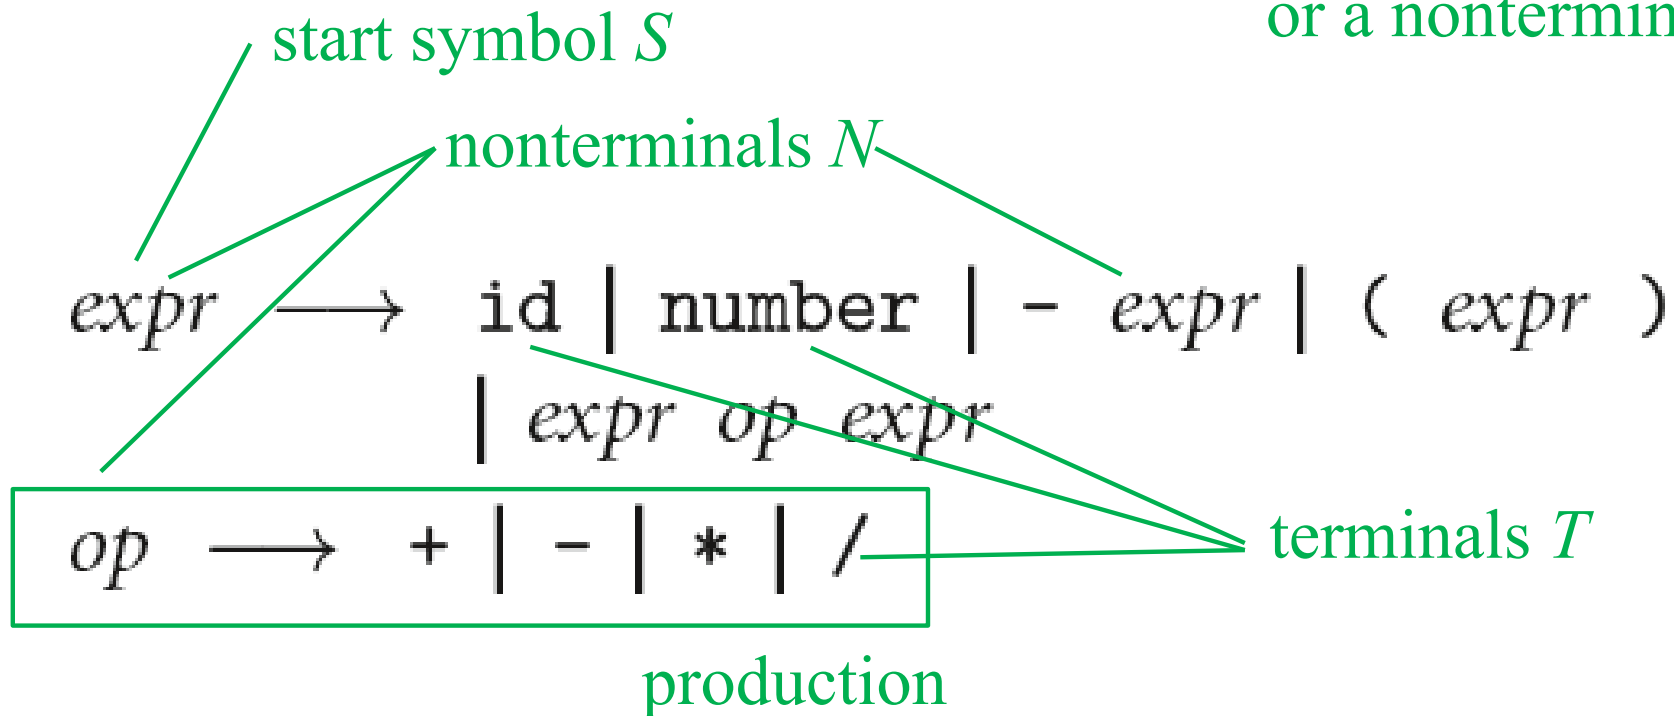 or a nontermin
start symbol S
nonterminals N
expr ⟶ id | number | - expr | ( expr )
| expr op expr
op ⟶ + | - | * | /
terminals T
production